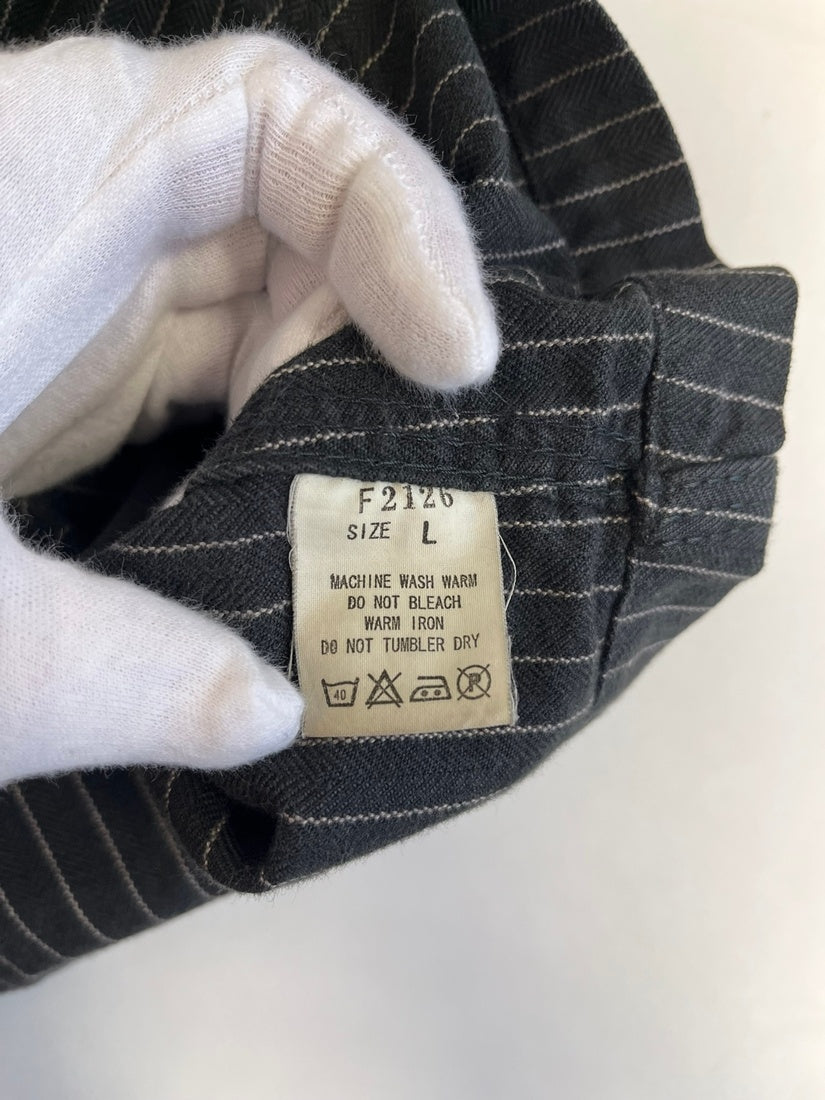 F2126
SIZE L
MACHINE WASH WARM
DO NOT BLEACH
WARM IRON
DO NOT TUMBLER DRY
40 P